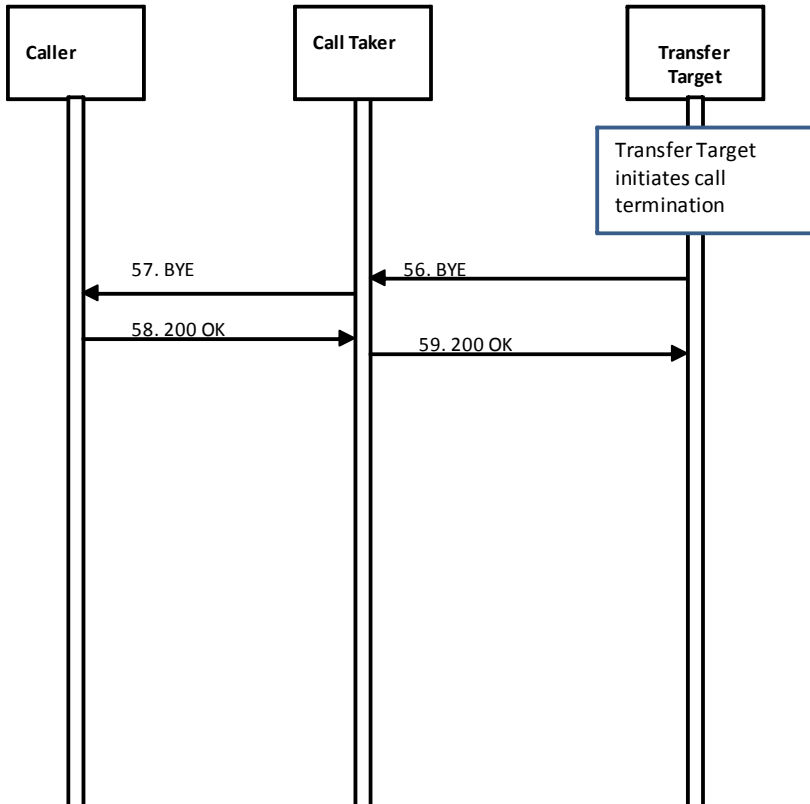 Caller
Call Taker
Transfer
Target
Transfer Target
initiates call
termination
57. BYE
56. BYE
58. 200 OK
59. 200 OK